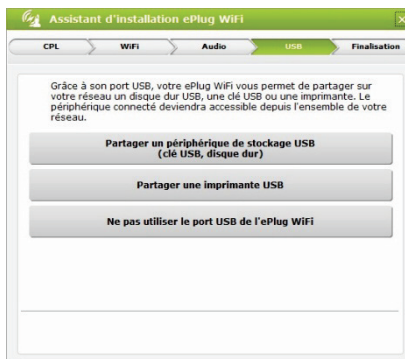 Assistant d'installation ePlug WiFi
CPL
WiFi
Audio
USB
Finalisation
Grâce à son port USB, votre ePlug WiFi vous permet de partager sur
votre réseau un disque dur USB, une clé USB ou une imprimante. Le
périphérique connecté deviendra accessible depuis l'ensemble de votre
réseau.
Partager un périphérique de stockage USB
(clé USB, disque dur)
Partager une imprimante USB
Ne pas utiliser le port USB de l'ePlug WiFi